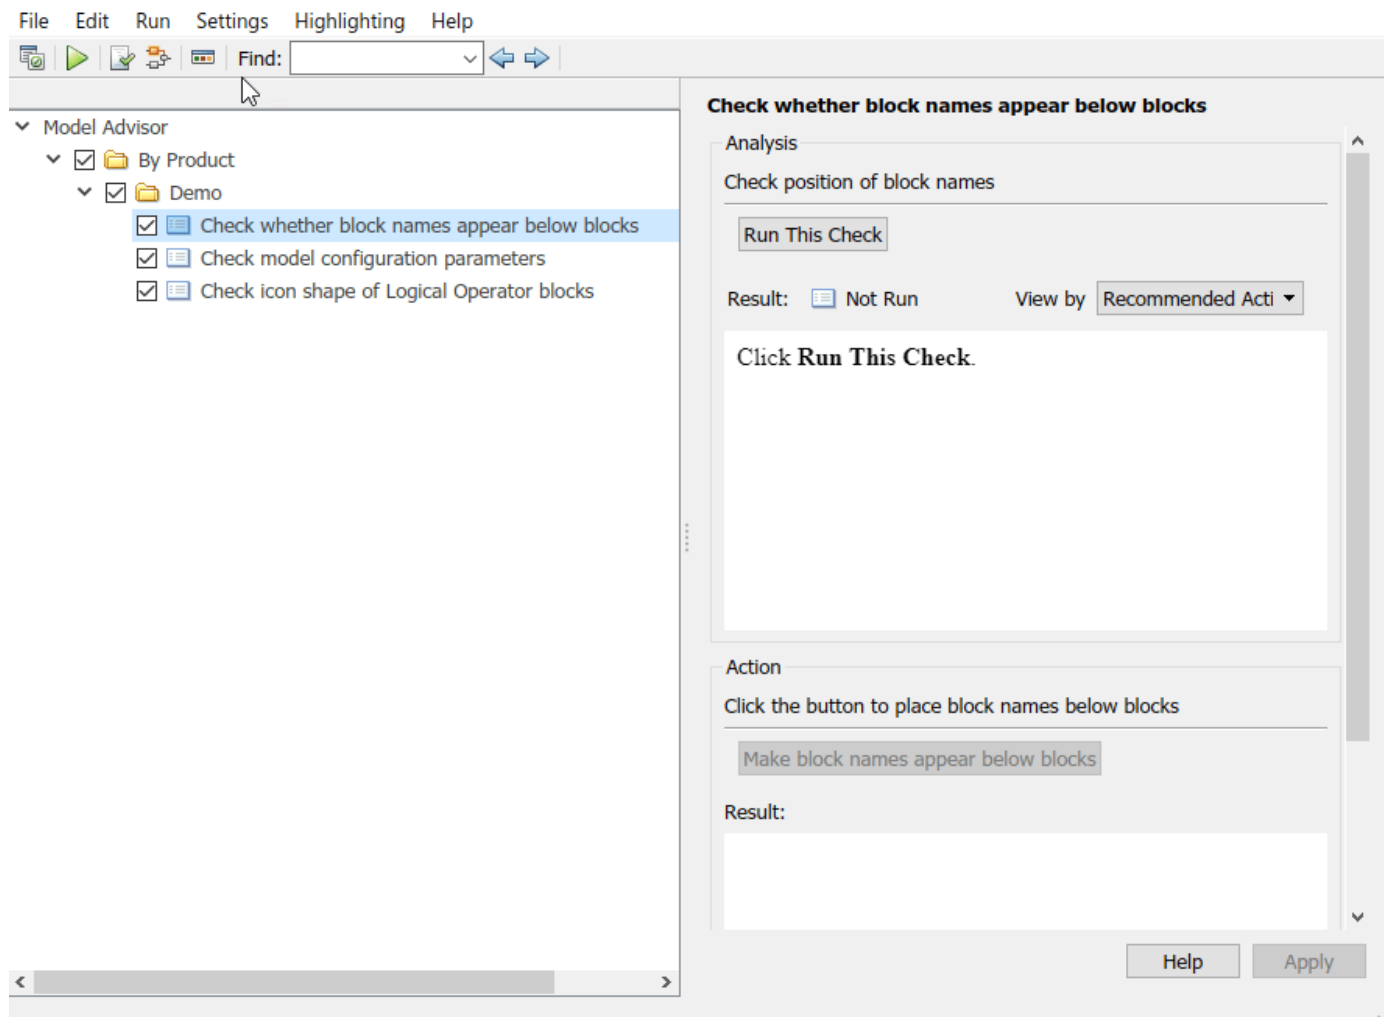 File Edit Run Settings Highlighting Help
Find:
Model Advisor
By Product
Demo
Check whether block names appear below blocks
Check model configuration parameters
Check icon shape of Logical Operator blocks
Check whether block names appear below blocks
Analysis
Check position of block names
Run This Check
Result: Not Run View by Recommended Acti
Click Run This Check.
Action
Click the button to place block names below blocks
Make block names appear below blocks
Result:
Help Apply